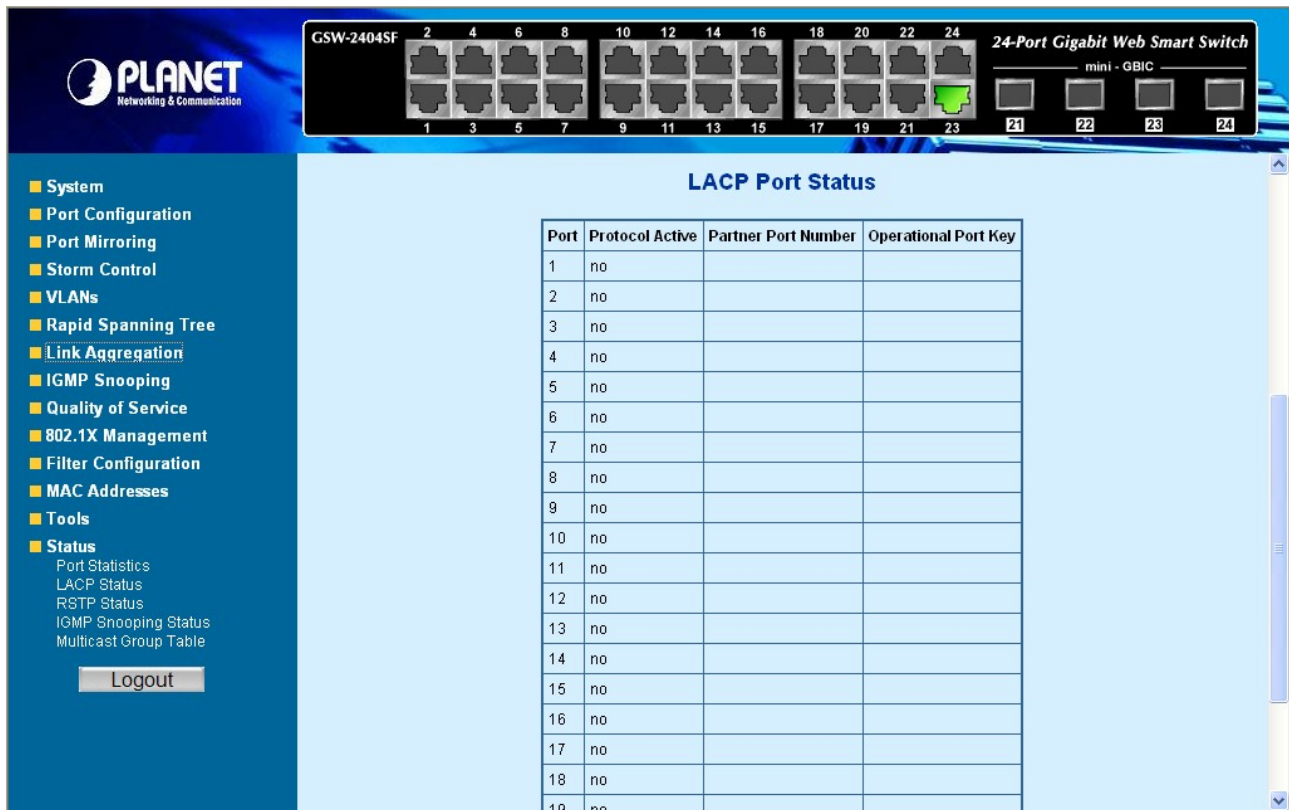 GSW-2404SF
2 4 6 8 10 12 14 16 18 20 22 24
24-Port Gigabit Web Smart Switch
mini - GBIC
PLANET
Networking & Communication
1 3 5 7 9 11 13 15 17 19 21 23
21 22 23 24
System
Port Configuration
Port Mirroring
Storm Control
VLANs
Rapid Spanning Tree
Link Aggregation
IGMP Snooping
Quality of Service
802.1X Management
Filter Configuration
MAC Addresses
Tools
Status
Port Statistics
LACP Status
RSTP Status
IGMP Snooping Status
Multicast Group Table
Logout
LACP Port Status
Port Protocol Active Partner Port Number Operational Port Key
1 no
2 no
3 no
4 no
5 no
6 no
7 no
8 no
9 no
10 no
11 no
12 no
13 no
14 no
15 no
16 no
17 no
18 no
19 no